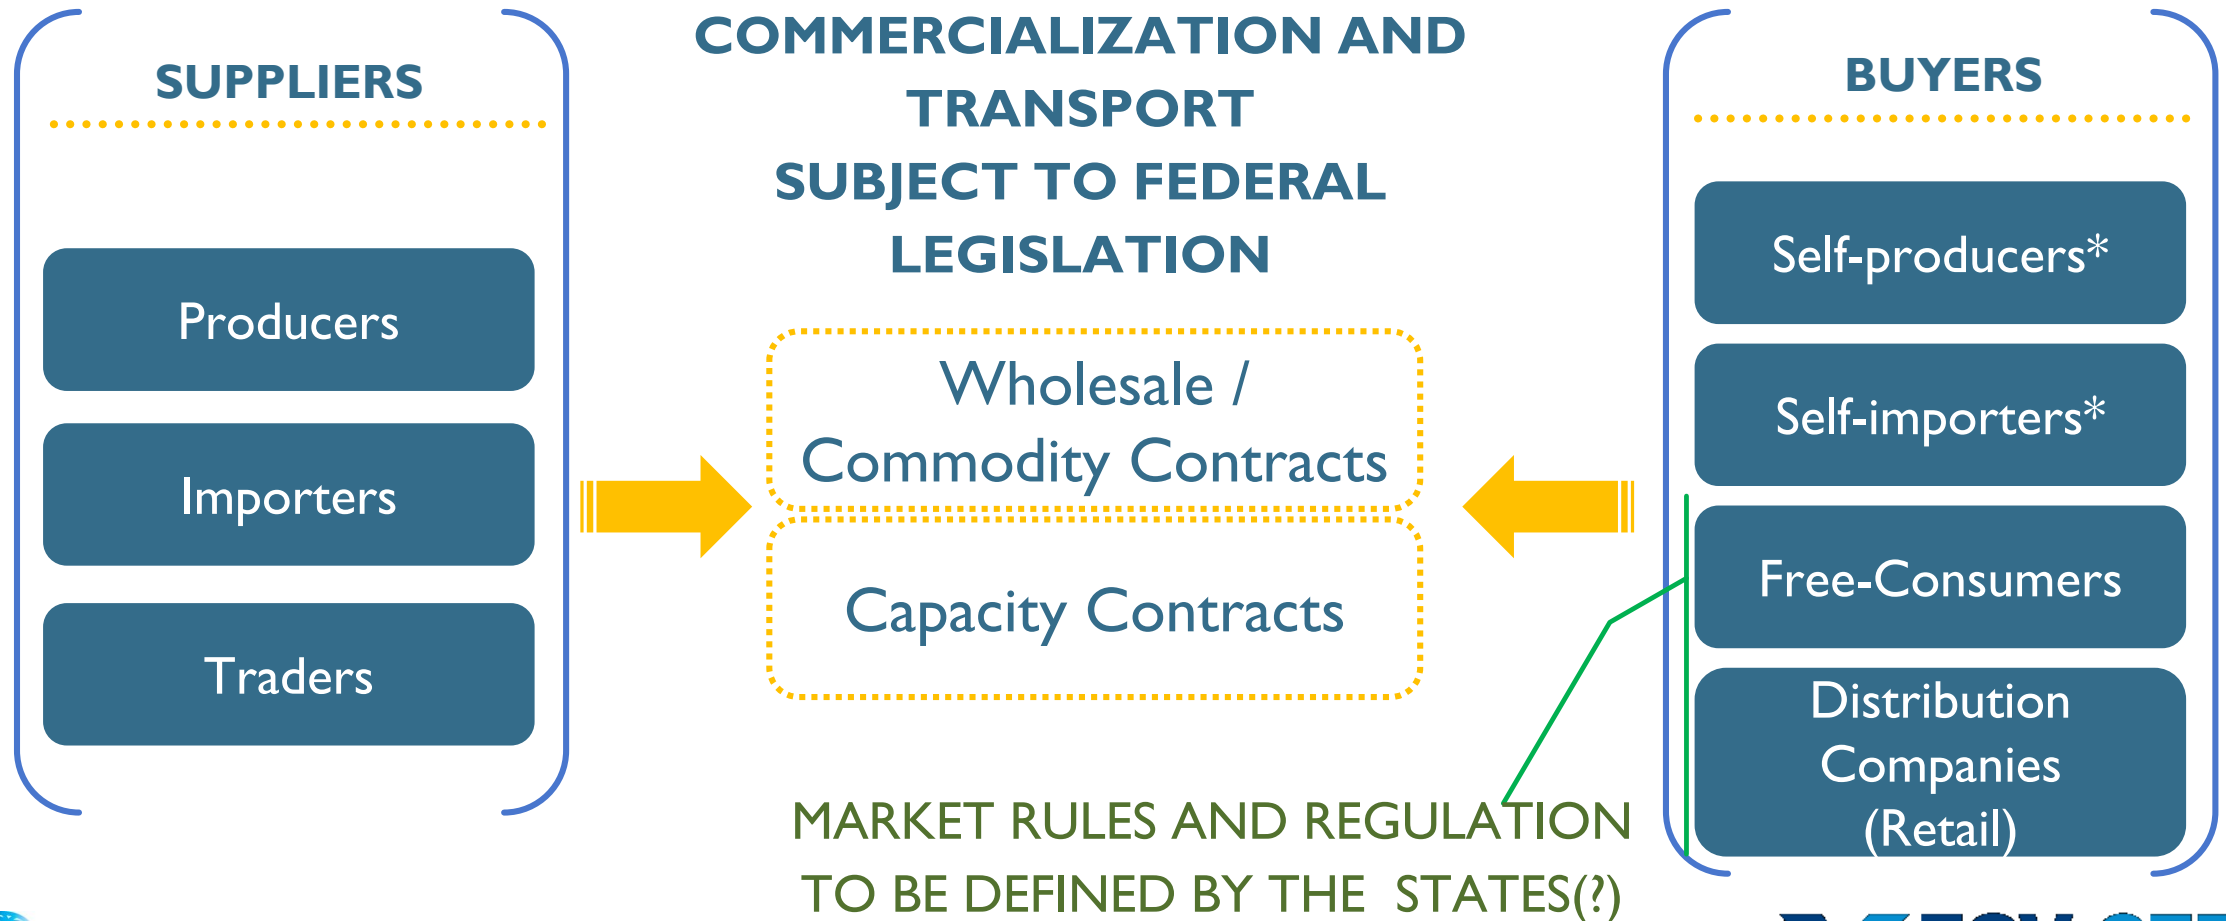 SUPPLIERS
Producers
Importers
Traders
COMMERCIALIZATION AND
TRANSPORT
SUBJECT TO FEDERAL
LEGISLATION
Wholesale /
Commodity Contracts
Capacity Contracts
MARKET RULES AND REGULATION
TO BE DEFINED BY THE STATES(?)
BUYERS
Self-producers*
Self-importers*
Free-Consumers
Distribution
Companies
(Retail)